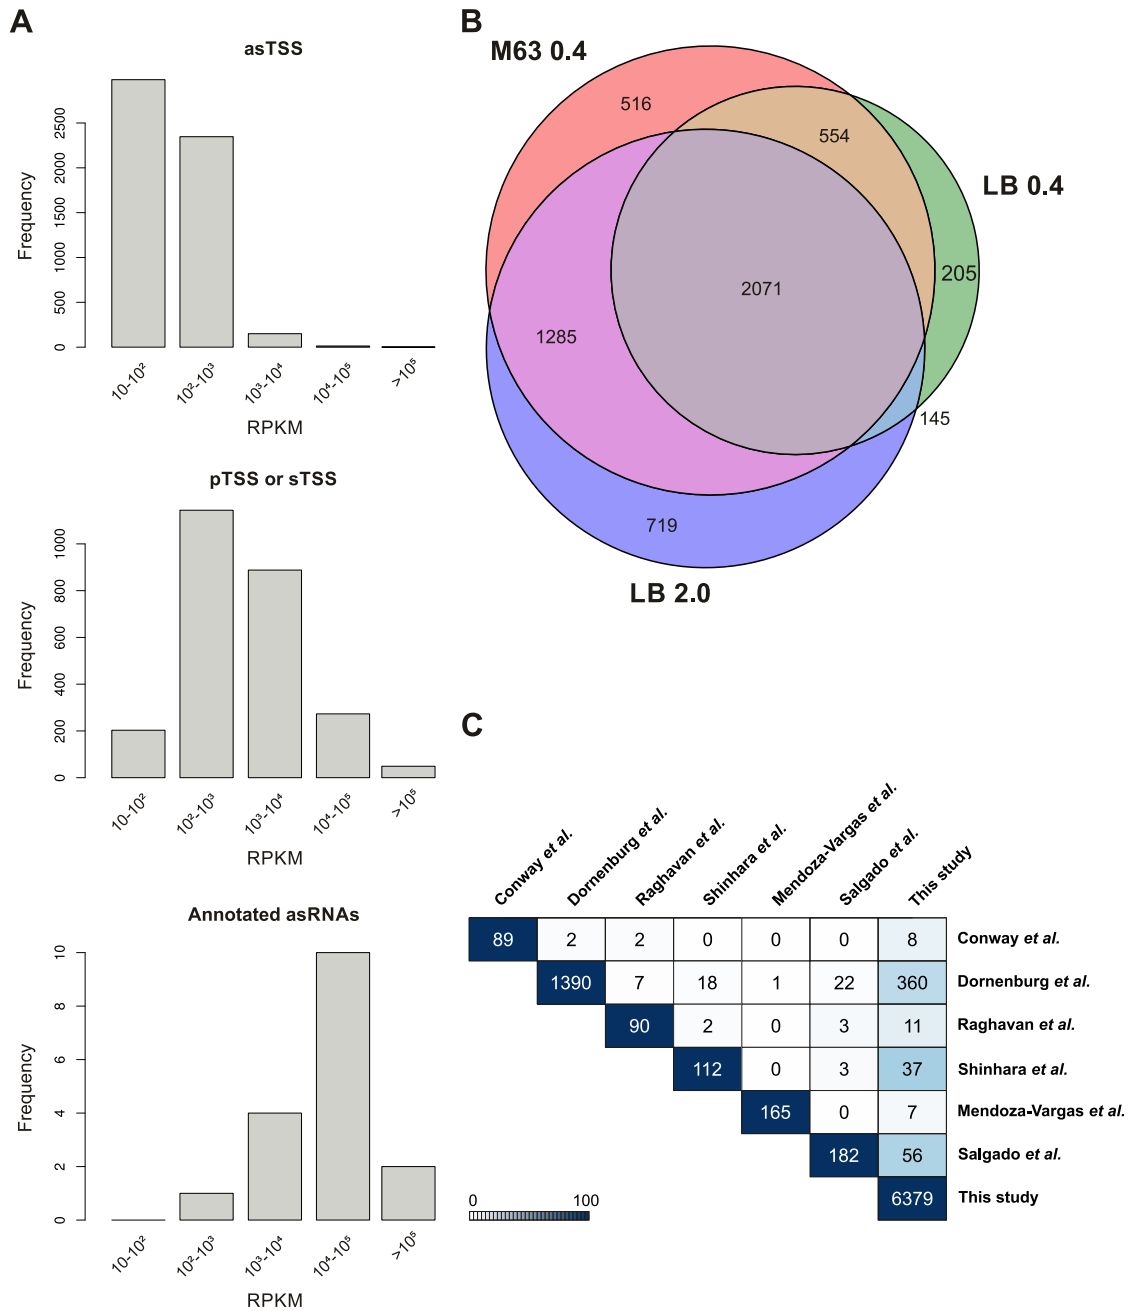 A
asTSS
Frequency
2500
2000
1500
1000
500
0
10-10²
10²-10³
10³-10⁴
10⁴-10⁵
>10⁵
RPKM
pTSS or sTSS
Frequency
1000
800
600
400
200
0
10-10²
10²-10³
10³-10⁴
10⁴-10⁵
>10⁵
RPKM
Annotated asRNAs
Frequency
10
8
6
4
2
0
10-10²
10²-10³
10³-10⁴
10⁴-10⁵
>10⁵
RPKM
B
M63 0.4
516
554
LB 0.4
205
2071
1285
145
719
LB 2.0
C
Conway et al.
Dornenburg et al.
Raghavan et al.
Shinhara et al.
Mendoza-Vargas et al.
Salgado et al.
This study
89 2 2 0 0 0 8 Conway et al.
1390 7 18 1 22 360 Dornenburg et al.
90 2 0 3 11 Raghavan et al.
112 0 3 37 Shinhara et al.
165 0 7 Mendoza-Vargas et al.
182 56 Salgado et al.
6379 This study
0 100